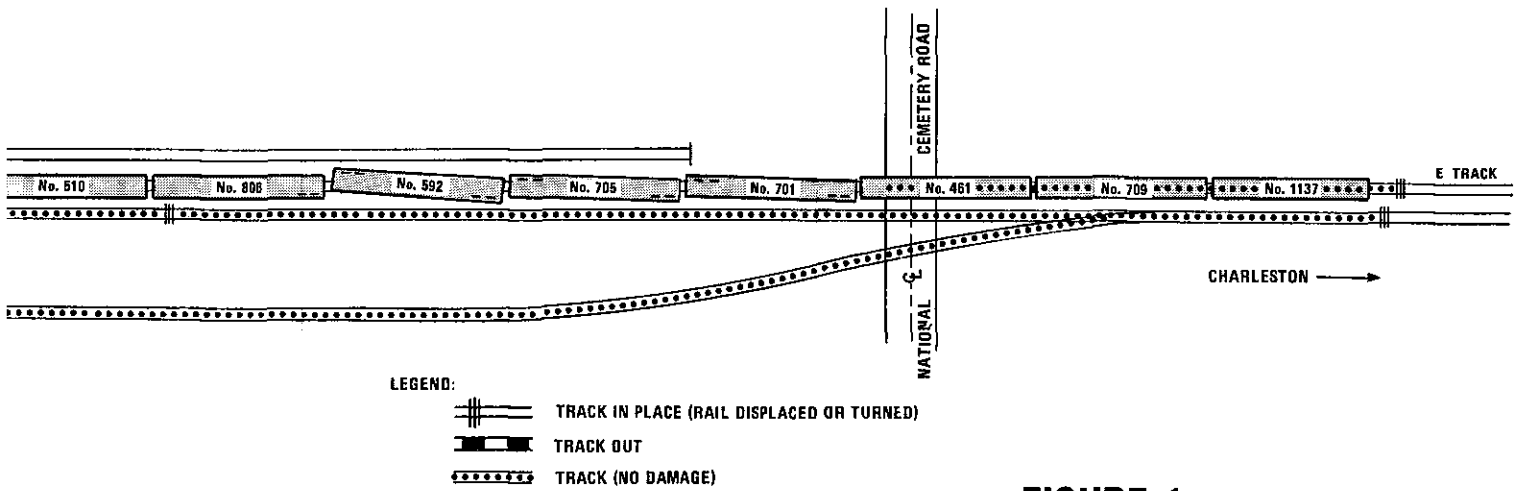 NATIONAL CEMETERY ROAD
No. 510
No. 808
No. 592
No. 705
No. 701
No. 461
No. 709
No. 1137
E TRACK
℄
CHARLESTON
LEGEND:
TRACK IN PLACE (RAIL DISPLACED OR TURNED)
TRACK OUT
TRACK (NO DAMAGE)